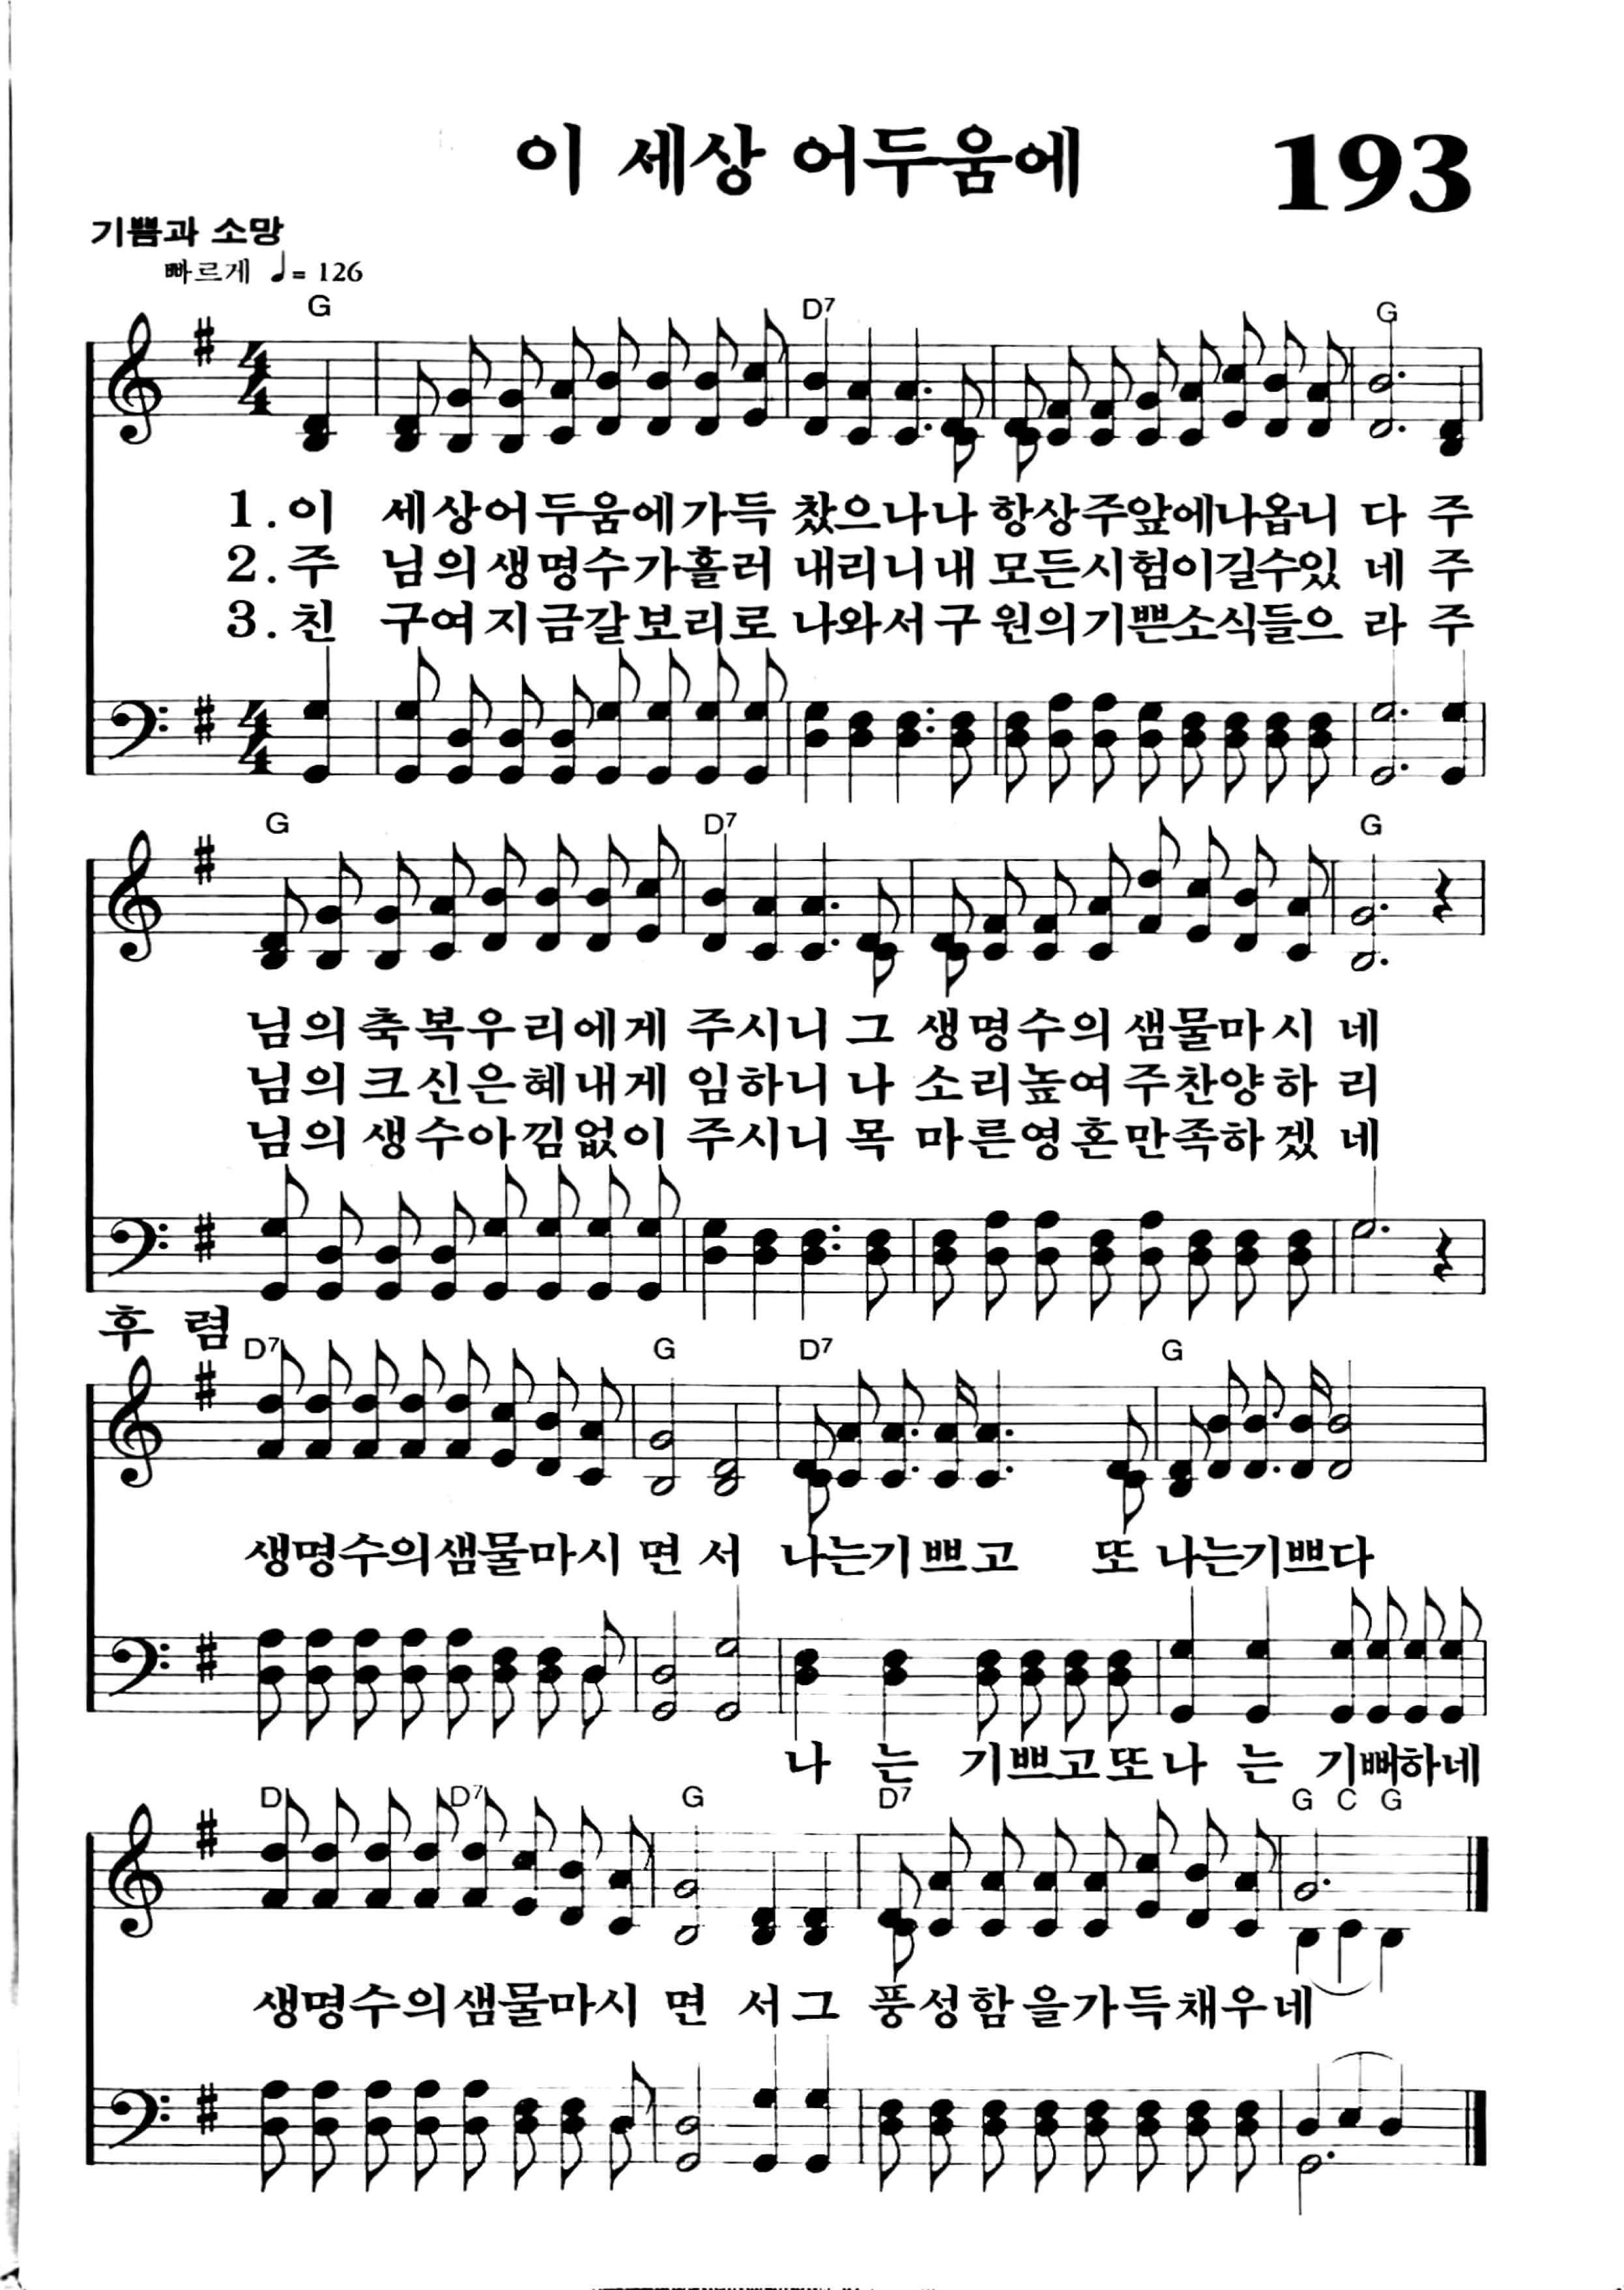 이 세상 어두움에 193
기쁨과 소망
빠르게 ♩= 126
G D7 G
1.이 세상어두움에가득 찼으나나 항상주앞에나옵니 다 주
2.주 님의생명수가흘러 내리니내 모든시험이길수있 네 주
3.친 구여지금갈보리로 나와서구 원의기쁜소식들으 라 주
G D7 G
님의축복우리에게 주시니 그 생명수의샘물마시 네
님의크신은혜내게 임하니 나 소리높여주찬양하 리
님의생수아낌없이 주시니 목 마른영혼만족하겠 네
후 렴
D7 G D7 G
생명수의샘물마시 면 서 나는기쁘고 또 나는기쁘다
나 는 기쁘고또나 는 기뻐하네
D D7 G D7 G C G
생명수의샘물마시 면 서그 풍성함을가득채우네